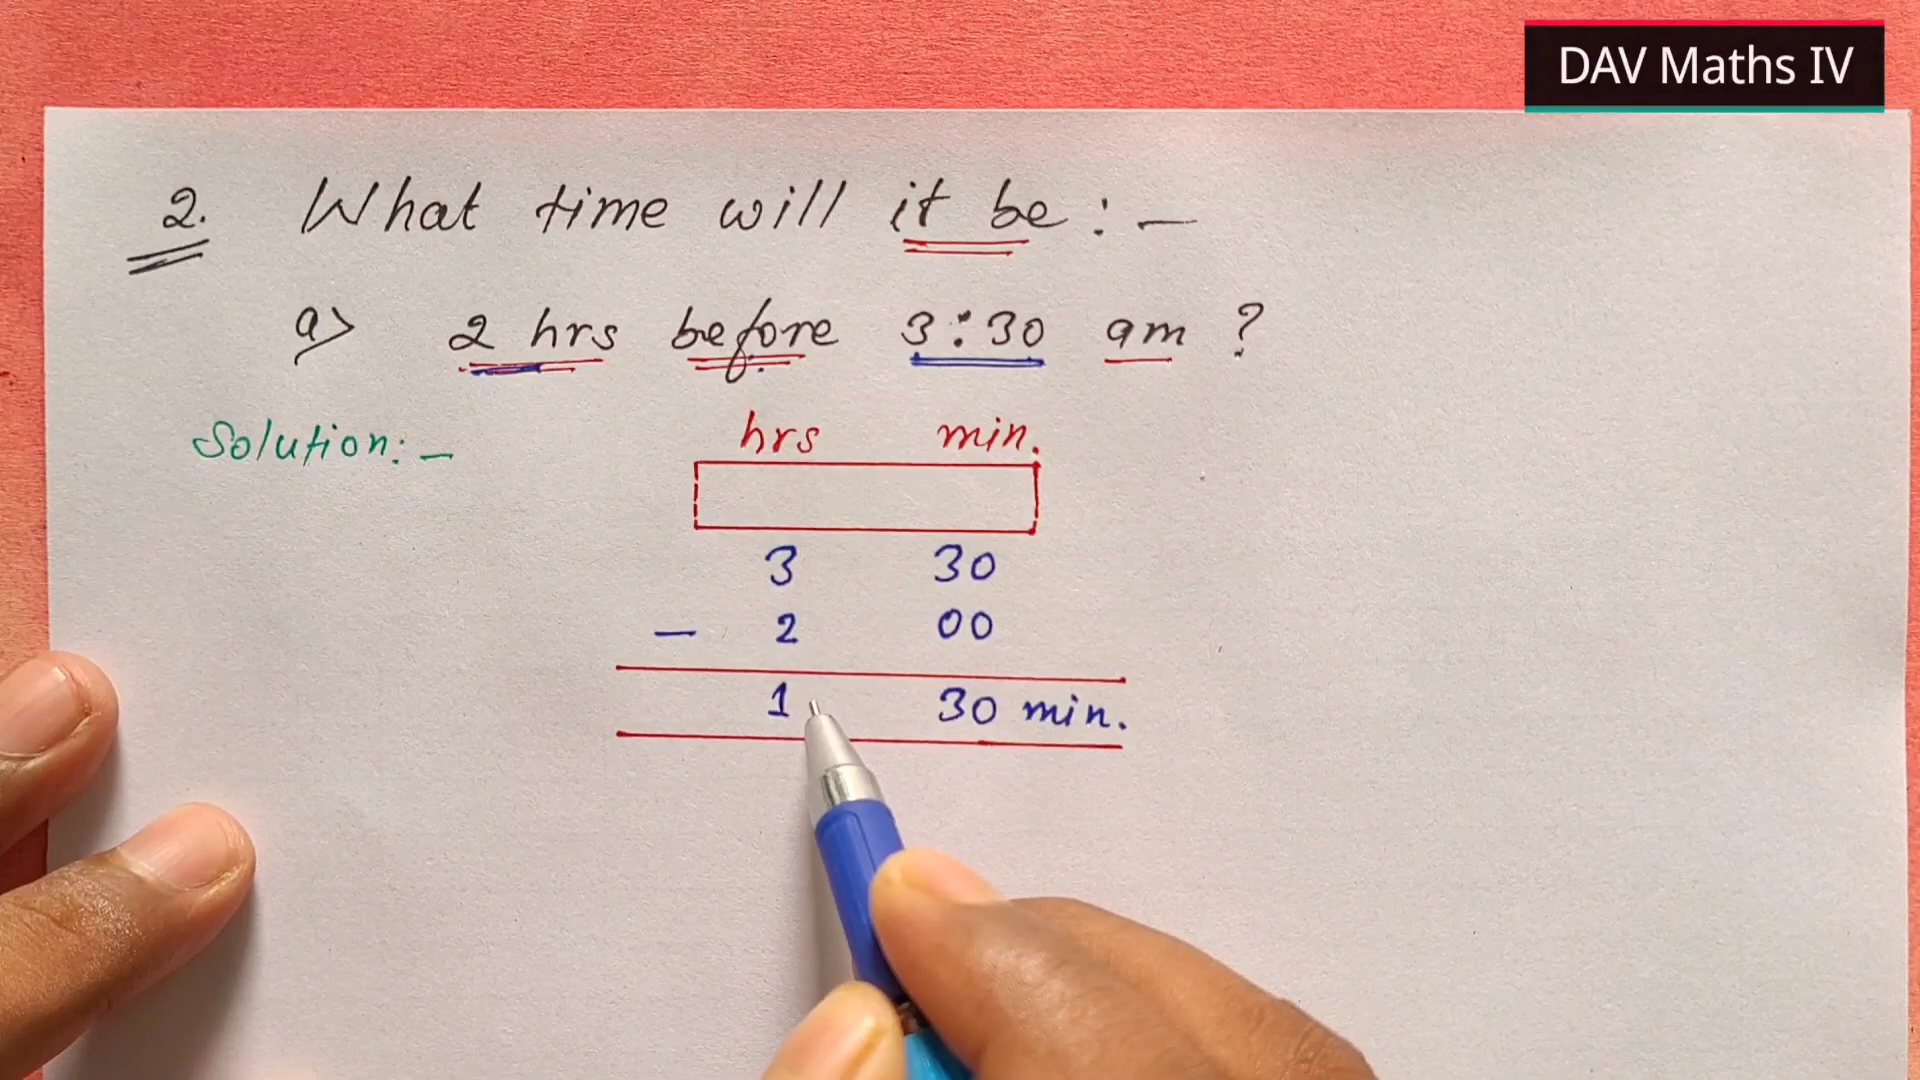 DAV Maths IV
2. What time will it be : —
a) 2 hrs before 3:30 am ?
Solution: —
hrs min.
3 30
— 2 00
1 30 min.